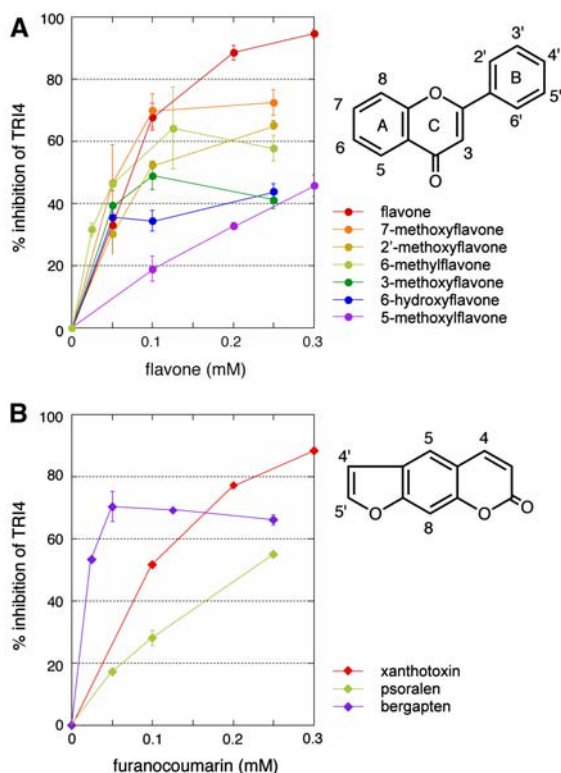 A
% inhibition of TRI4
100
80
60
40
20
0
0
0.1
0.2
0.3
flavone (mM)
3'
2'
4'
B
8
5'
7
O
6'
A
C
6
3
5
O
flavone
7-methoxyflavone
2'-methoxyflavone
6-methylflavone
3-methoxyflavone
6-hydroxyflavone
5-methoxylflavone
B
% inhibition of TRI4
100
80
60
40
20
0
0
0.1
0.2
0.3
furanocoumarin (mM)
5
4
4'
5'
O
8
O
O
xanthotoxin
psoralen
bergapten